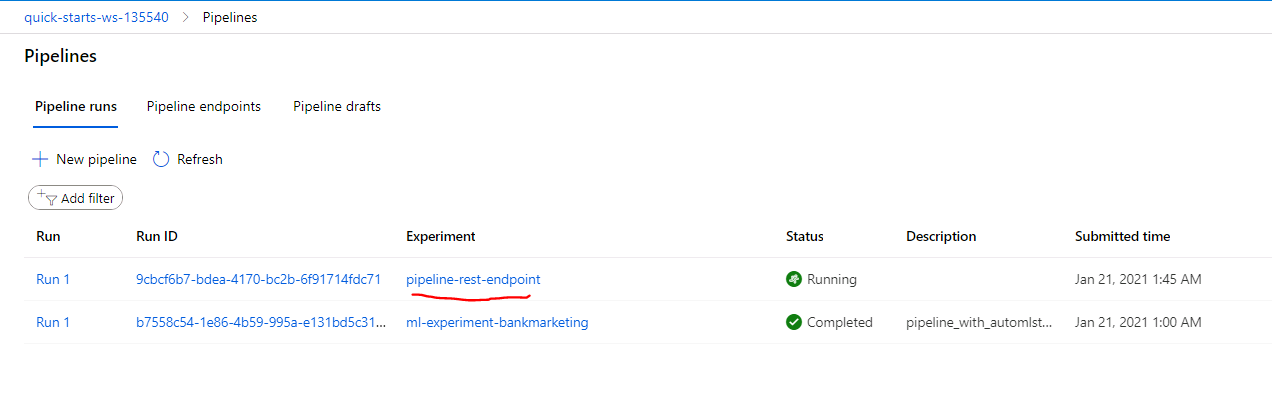 quick-starts-ws-135540 > Pipelines
Pipelines
Pipeline runs Pipeline endpoints Pipeline drafts
New pipeline Refresh
Add filter
Run Run ID Experiment Status Description Submitted time
Run 1 9cbcf6b7-bdea-4170-bc2b-6f91714fdc71 pipeline-rest-endpoint Running Jan 21, 2021 1:45 AM
Run 1 b7558c54-1e86-4b59-995a-e131bd5c31... ml-experiment-bankmarketing Completed pipeline_with_automlst... Jan 21, 2021 1:00 AM